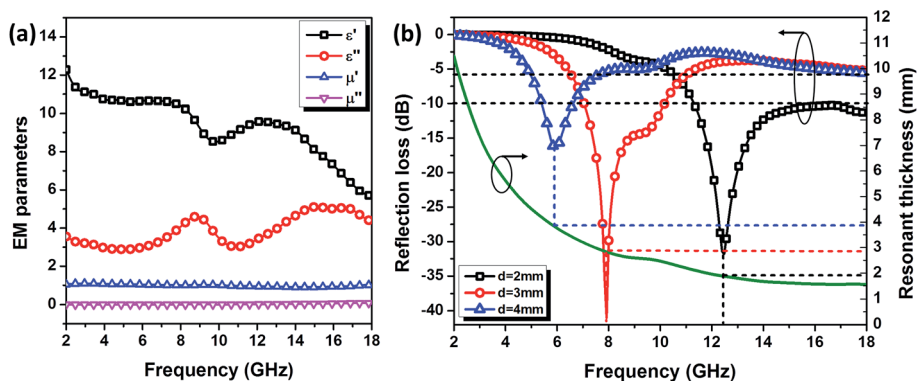 (a)
ε'
ε''
μ'
μ''
14
12
10
8
6
4
2
0
EM parameters
2 4 6 8 10 12 14 16 18
Frequency (GHz)
(b)
0
-5
-10
-15
-20
-25
-30
-35
-40
Reflection loss (dB)
d=2mm
d=3mm
d=4mm
2 4 6 8 10 12 14 16 18
Frequency (GHz)
12
11
10
9
8
7
6
5
4
3
2
1
0
Resonant thickness (mm)